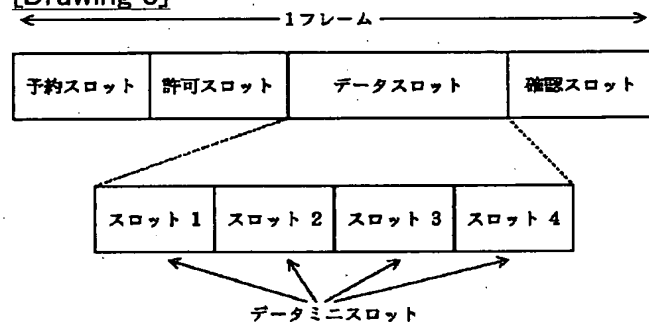 1フレーム
予約スロット 許可スロット データスロット 確認スロット
スロット 1 スロット 2 スロット 3 スロット 4
データミニスロット